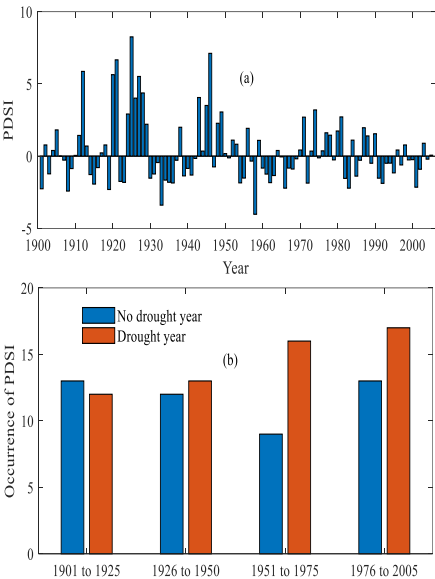 10
5
0
-5
PDSI
(a)
1900 1910 1920 1930 1940 1950 1960 1970 1980 1990 2000
Year
20
15
10
5
0
Occurrence of PDSI
No drought year
Drought year
(b)
1901 to 1925 1926 to 1950 1951 to 1975 1976 to 2005